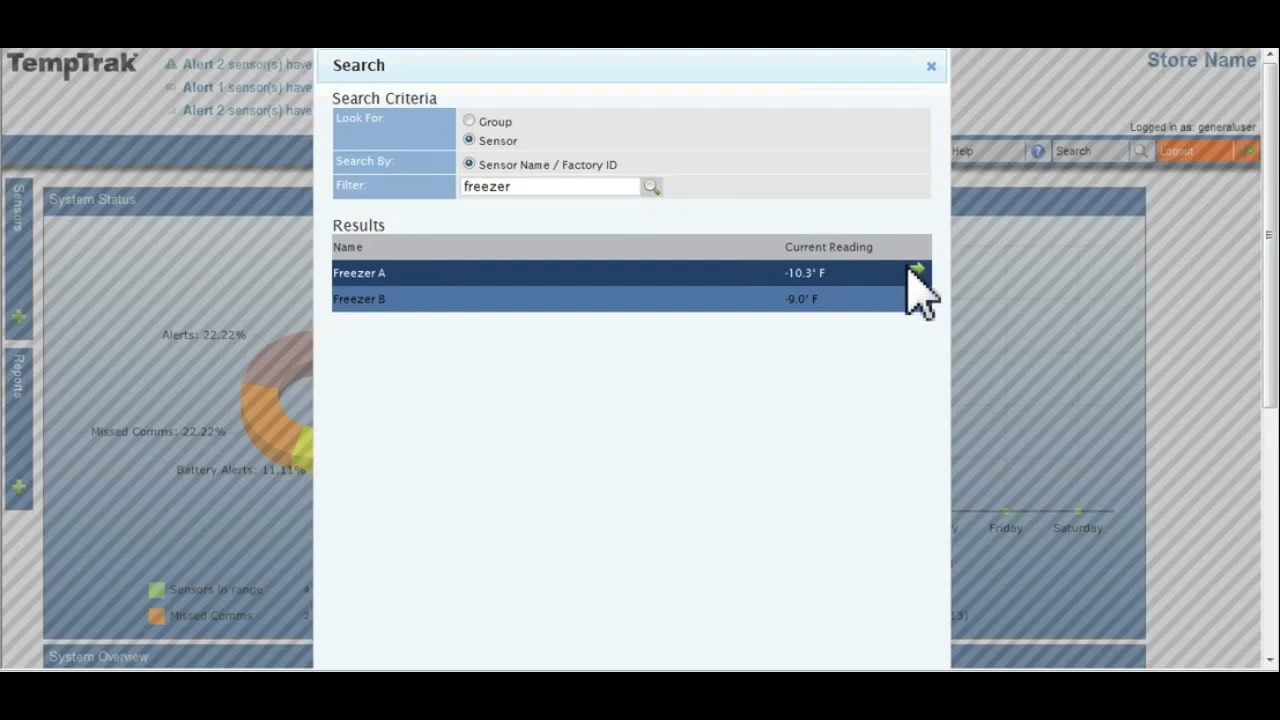 TempTrak
Alert 2 sensor(s) have
Alert 1 sensor(s) have
Alert 2 sensor(s) have
Store Name
Logged in as: generaluser
Help
Search
Logout
Search
Search Criteria
Look For:
Group
Sensor
Search By:
Sensor Name / Factory ID
Filter:
freezer
Results
Name Current Reading
Freezer A -10.3° F
Freezer B -9.0° F
Sensors
Reports
System Status
Alerts: 22.22%
Missed Comms: 22.22%
Battery Alerts: 11.11%
Sensors in range 4
Missed Comms 2
y Friday Saturday
System Overview